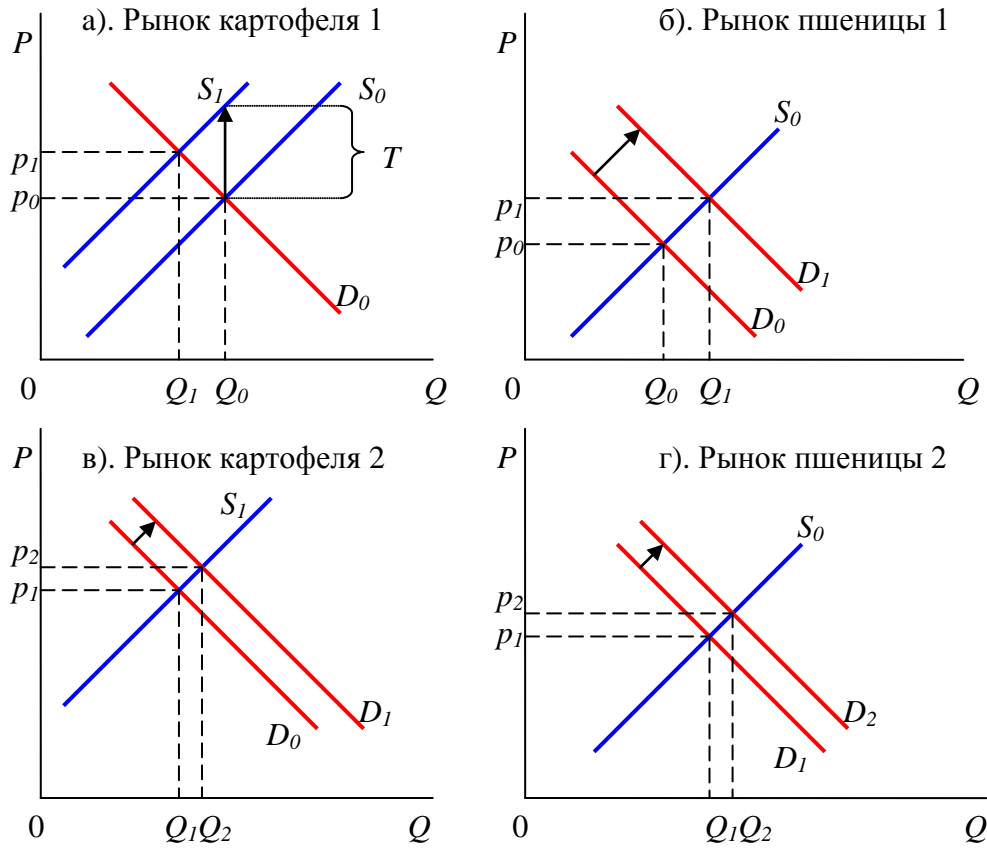 а). Рынок картофеля 1
P
S1
S0
T
p1
p0
D0
0
Q1
Q0
Q
б). Рынок пшеницы 1
P
S0
p1
p0
D1
D0
0
Q0
Q1
Q
в). Рынок картофеля 2
P
S1
p2
p1
D1
D0
0
Q1Q2
Q
г). Рынок пшеницы 2
P
S0
p2
p1
D2
D1
0
Q1Q2
Q